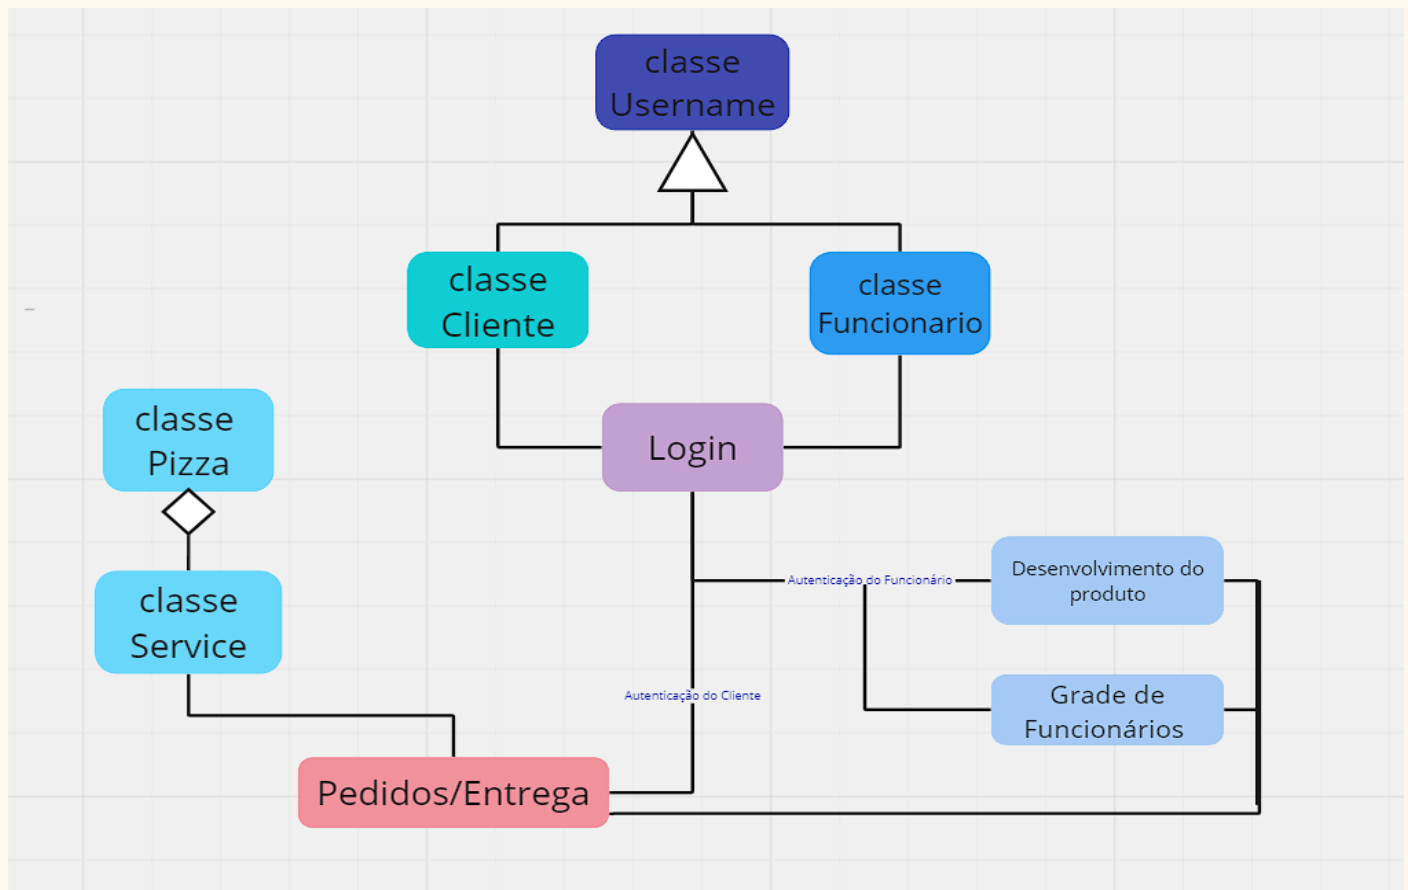 classe
Username
classe
Cliente
classe
Funcionario
classe
Pizza
Login
classe
Service
Desenvolvimento do
produto
Autenticação do Funcionário
Autenticação do Cliente
Grade de
Funcionários
Pedidos/Entrega